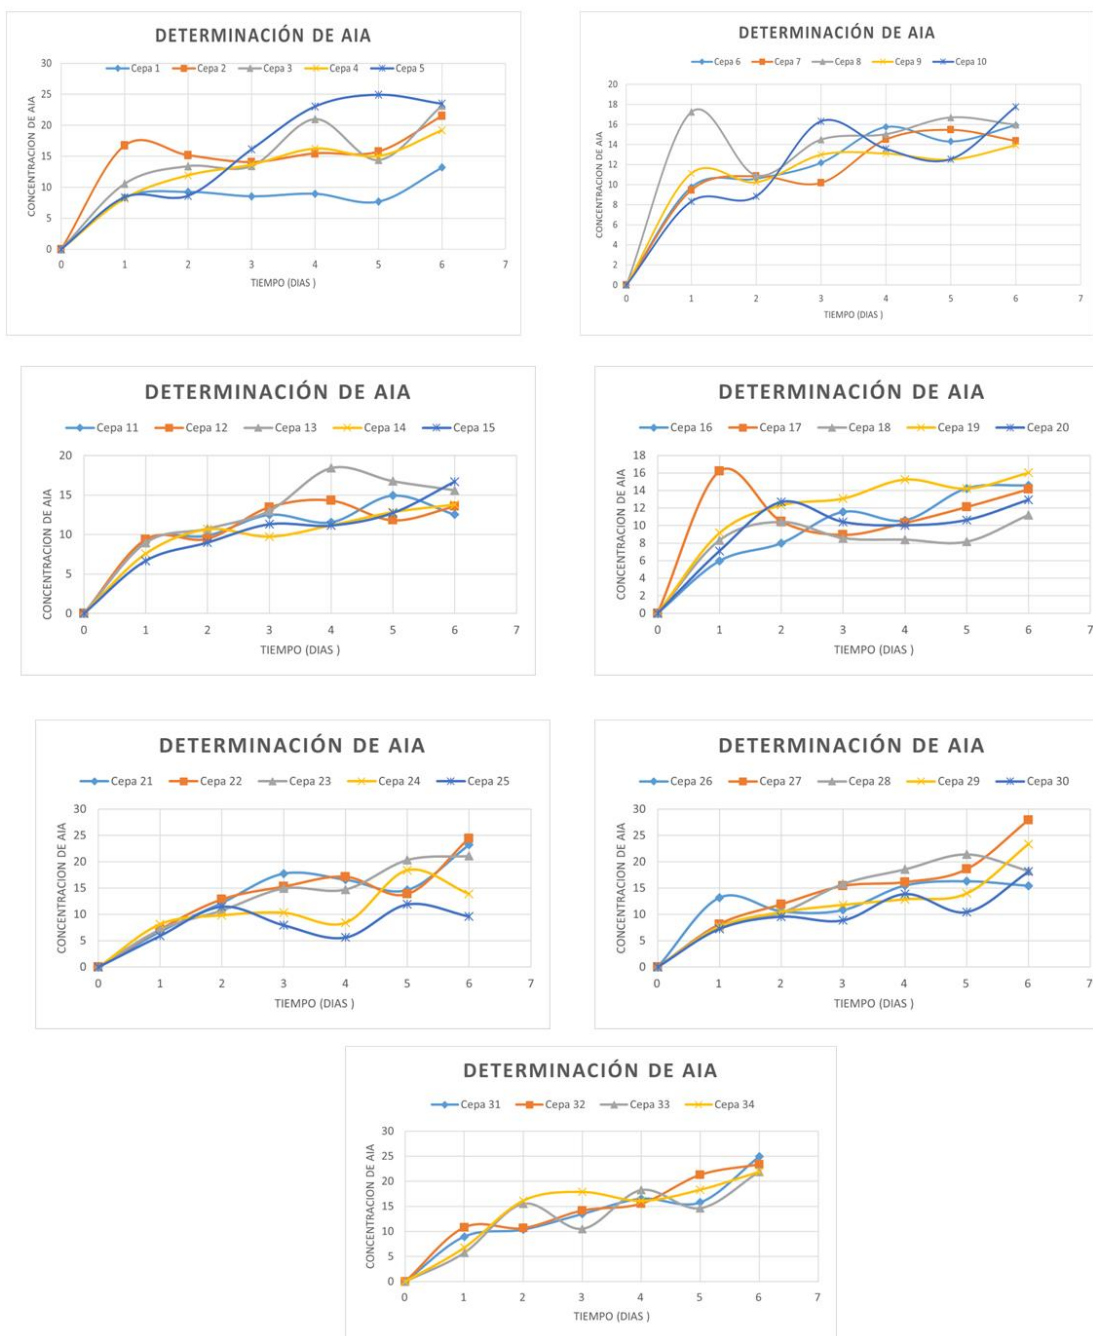 DETERMINACIÓN DE AIA
Cepa 1 Cepa 2 Cepa 3 Cepa 4 Cepa 5
CONCENTRACION DE AIA
30
25
20
15
10
5
0
0 1 2 3 4 5 6 7
TIEMPO (DIAS )
DETERMINACIÓN DE AIA
Cepa 6 Cepa 7 Cepa 8 Cepa 9 Cepa 10
CONCENTRACION DE AIA
20
18
16
14
12
10
8
6
4
2
0
0 1 2 3 4 5 6 7
TIEMPO (DIAS )
DETERMINACIÓN DE AIA
Cepa 11 Cepa 12 Cepa 13 Cepa 14 Cepa 15
CONCENTRACION DE AIA
20
15
10
5
0
0 1 2 3 4 5 6 7
TIEMPO (DIAS )
DETERMINACIÓN DE AIA
Cepa 16 Cepa 17 Cepa 18 Cepa 19 Cepa 20
CONCENTRACION DE AIA
18
16
14
12
10
8
6
4
2
0
0 1 2 3 4 5 6 7
TIEMPO (DIAS )
DETERMINACIÓN DE AIA
Cepa 21 Cepa 22 Cepa 23 Cepa 24 Cepa 25
CONCENTRACION DE AIA
30
25
20
15
10
5
0
0 1 2 3 4 5 6 7
TIEMPO (DIAS )
DETERMINACIÓN DE AIA
Cepa 26 Cepa 27 Cepa 28 Cepa 29 Cepa 30
CONCENTRACION DE AIA
30
25
20
15
10
5
0
0 1 2 3 4 5 6 7
TIEMPO (DIAS )
DETERMINACIÓN DE AIA
Cepa 31 Cepa 32 Cepa 33 Cepa 34
CONCENTRACION DE AIA
30
25
20
15
10
5
0
0 1 2 3 4 5 6 7
TIEMPO (DIAS )